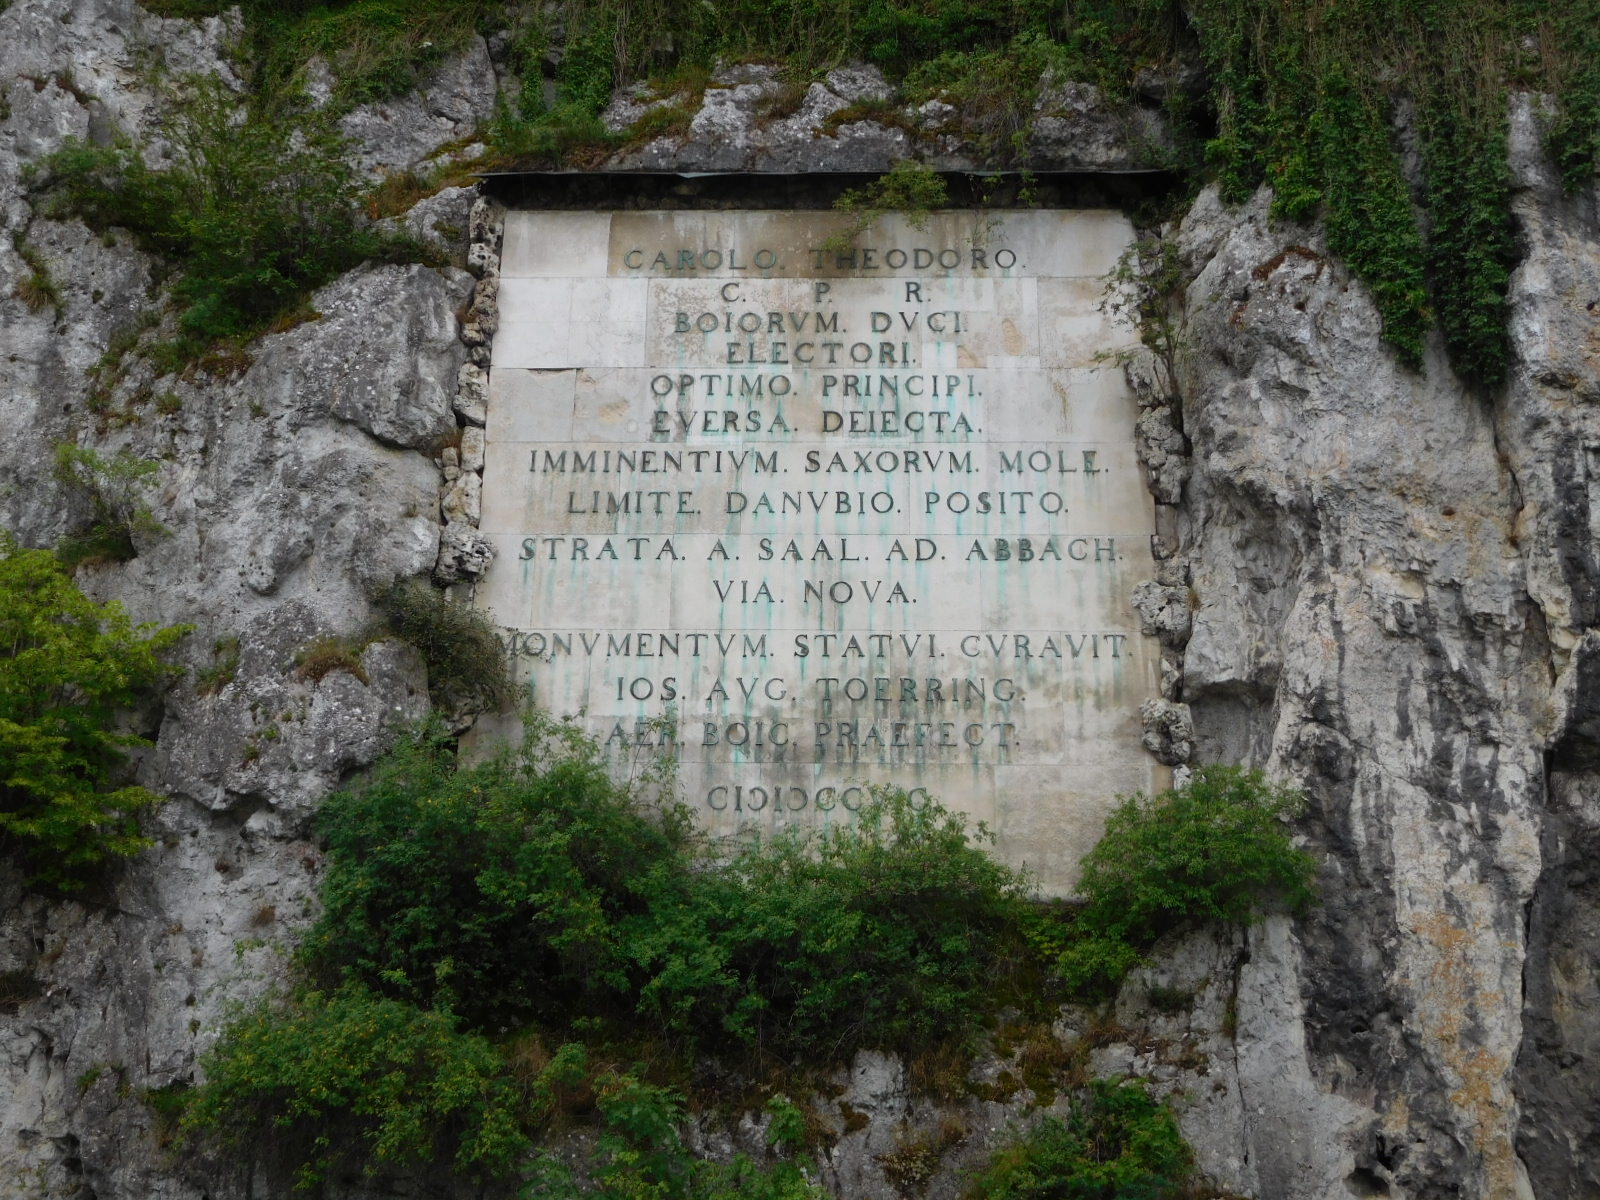 CAROLO. THEODORO.
C. P. R.
BOIORVM. DVCI.
ELECTORI.
OPTIMO. PRINCIPI.
EVERSA. DEIECTA.
IMMINENTIVM. SAXORVM. MOLE.
LIMITE. DANVBIO. POSITO.
STRATA. A. SAAL. AD. ABBACH.
VIA. NOVA.
MONVMENTVM. STATVI. CVRAVIT.
IOS. AVG. TOERRING.
AER. BOIC. PRAEFECT.